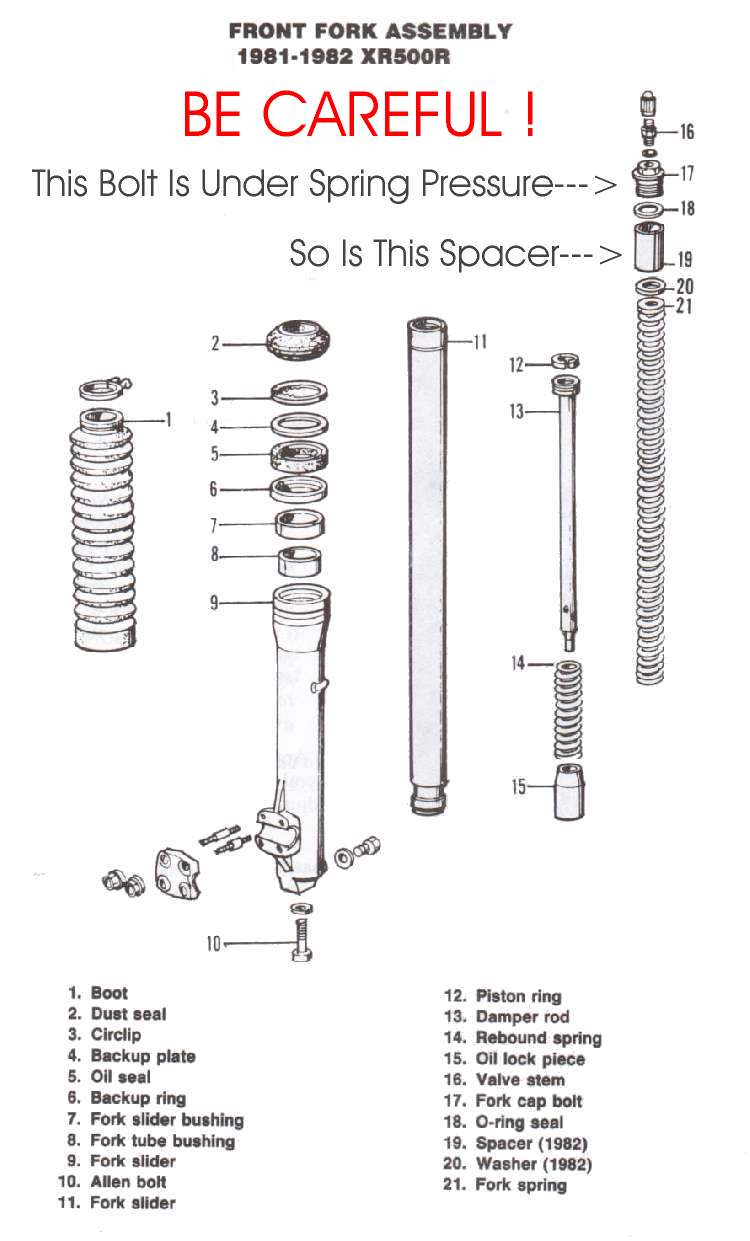 FRONT FORK ASSEMBLY
1981-1982 XR500R
BE CAREFUL !
This Bolt Is Under Spring Pressure--->
So Is This Spacer--->
16
17
18
19
20
21
2
11
12
1
3
13
4
5
6
7
8
9
14
15
10
1. Boot
2. Dust seal
3. Circlip
4. Backup plate
5. Oil seal
6. Backup ring
7. Fork slider bushing
8. Fork tube bushing
9. Fork slider
10. Allen bolt
11. Fork slider
12. Piston ring
13. Damper rod
14. Rebound spring
15. Oil lock piece
16. Valve stem
17. Fork cap bolt
18. O-ring seal
19. Spacer (1982)
20. Washer (1982)
21. Fork spring